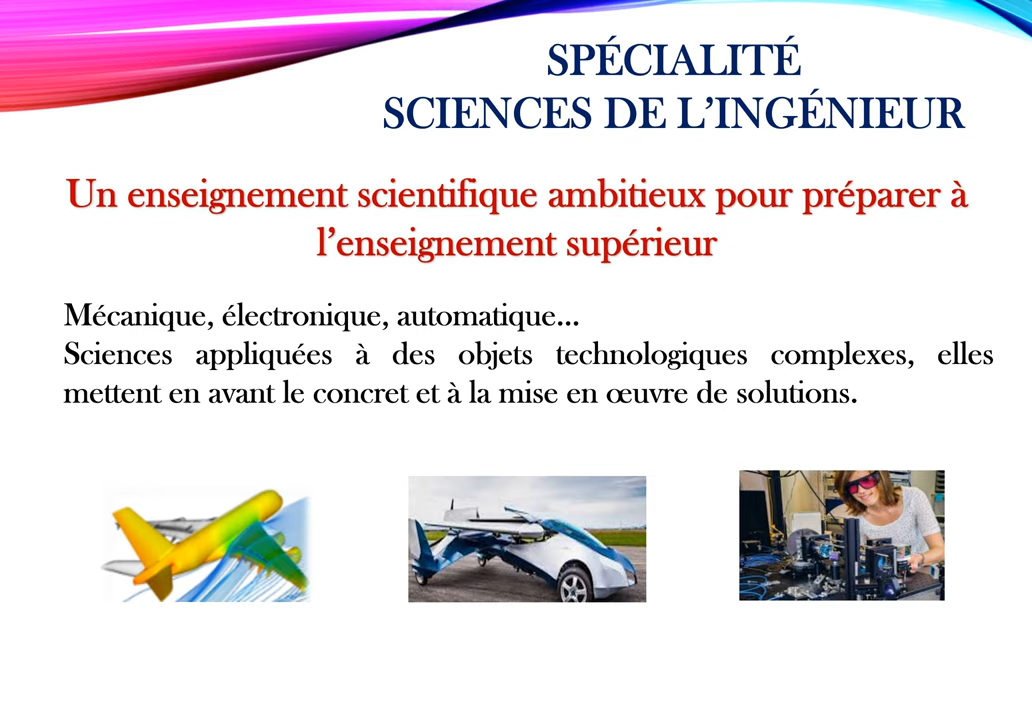 SPÉCIALITÉ
SCIENCES DE L’INGÉNIEUR
Un enseignement scientifique ambitieux pour préparer à
l’enseignement supérieur
Mécanique, électronique, automatique…
Sciences appliquées à des objets technologiques complexes, elles
mettent en avant le concret et à la mise en œuvre de solutions.